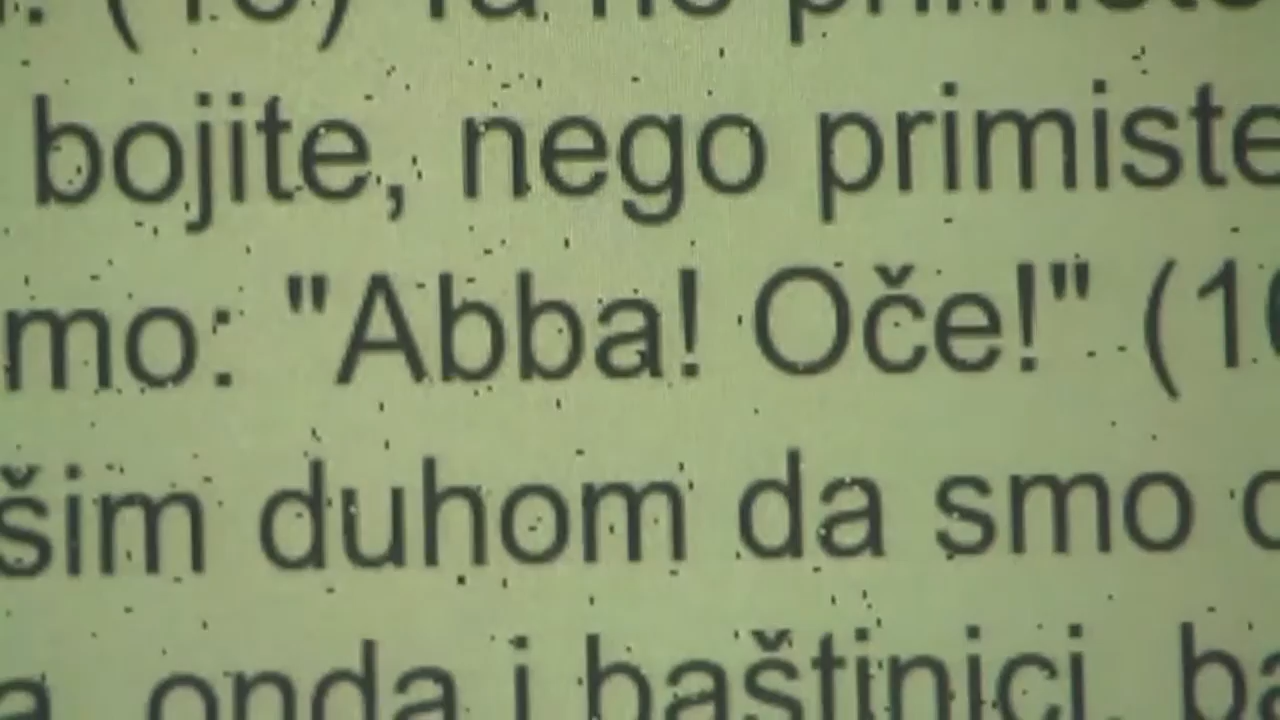 bojite, nego primiste
mo: "Abba! Oče!" (1
šim duhom da smo
onda i baštinici,